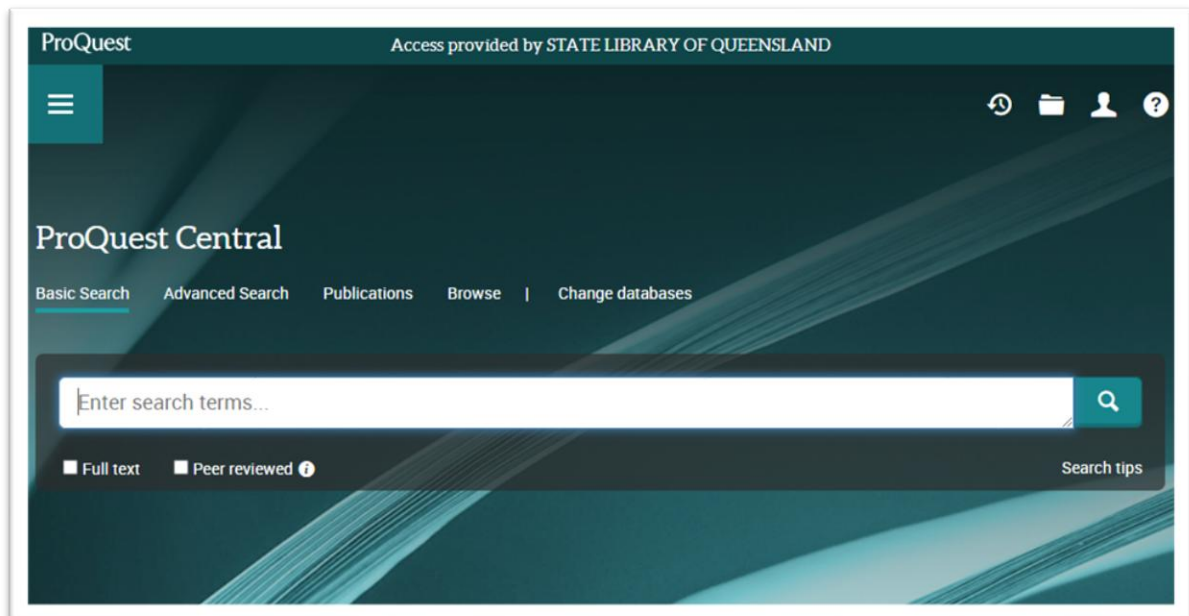 ProQuest Access provided by STATE LIBRARY OF QUEENSLAND
ProQuest Central
Basic Search Advanced Search Publications Browse | Change databases
Enter search terms...
Full text Peer reviewed Search tips